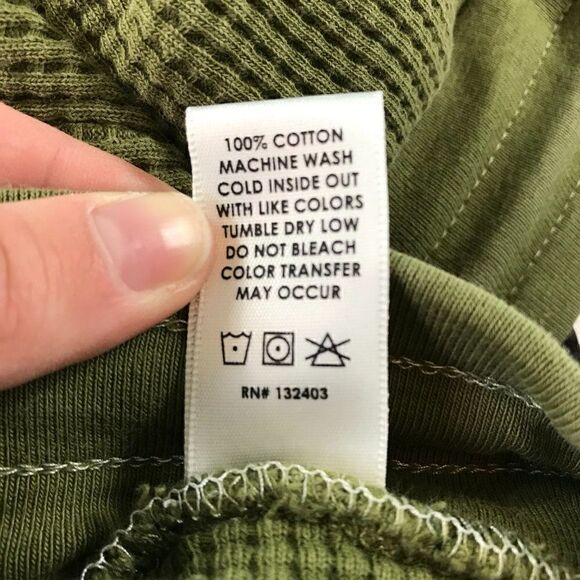 100% COTTON
MACHINE WASH
COLD INSIDE OUT
WITH LIKE COLORS
TUMBLE DRY LOW
DO NOT BLEACH
COLOR TRANSFER
MAY OCCUR
RN# 132403